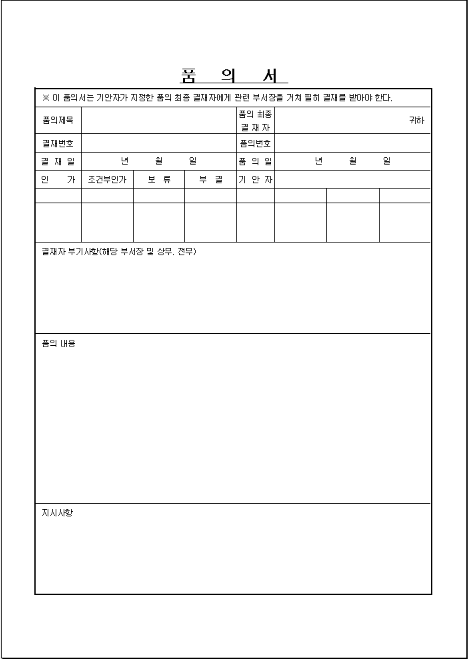 품 의 서
※ 이 품의서는 기안자가 지정한 품의 최종 결재자에게 관련 부서장을 거쳐 필히 결재를 받아야 한다.
품의제목 품의 최종 결 재 자 귀하
결재번호 품의번호
결 재 일 년 월 일 품 의 일 년 월 일
인 가 조건부인가 보 류 부 결 기 안 자
결재자 부기사항(해당 부서장 및 상무, 전무)
품의 내용
지시사항